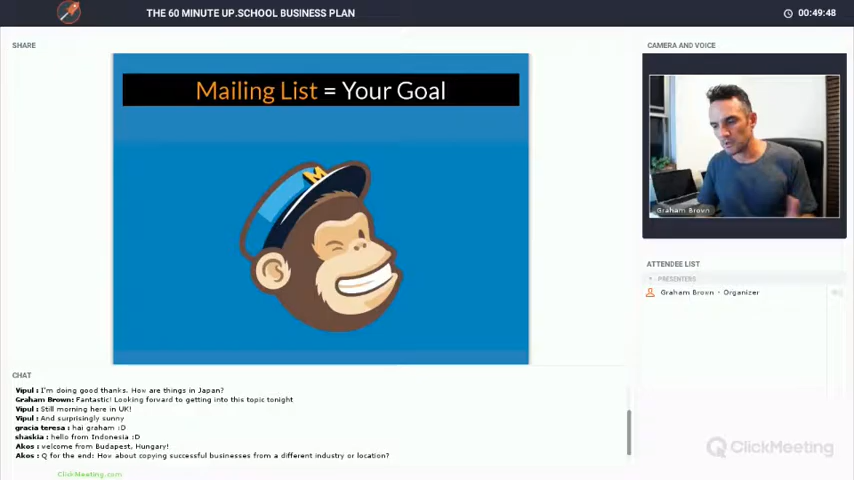 THE 60 MINUTE UP.SCHOOL BUSINESS PLAN
00:49:48
SHARE
Mailing List = Your Goal
M
CAMERA AND VOICE
Graham Brown
ATTENDEE LIST
PRESENTERS
Graham Brown - Organizer
CHAT
Vipul : I'm doing good thanks. How are things in Japan?
Graham Brown: Fantastic! Looking forward to getting into this topic tonight
Vipul : Still morning here in UK!
Vipul : And surprisingly sunny
gracia teresa : hai graham :D
shaskia : hello from Indonesia :D
Akos : welcome from Budapest, Hungary!
Akos : Q for the end: How about copying successful businesses from a different industry or location?
ClickMeeting.com
ClickMeeting